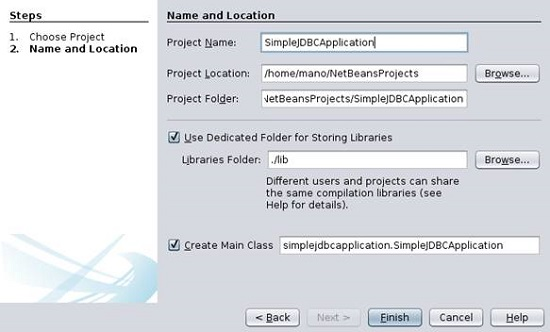 Steps
1. Choose Project
2. Name and Location
Name and Location
Project Name: SimpleJDBCApplication
Project Location: /home/mano/NetBeansProjects Browse...
Project Folder: NetBeansProjects/SimpleJDBCApplication
Use Dedicated Folder for Storing Libraries
Libraries Folder: ./lib Browse...
Different users and projects can share
the same compilation libraries (see
Help for details).
Create Main Class simplejdbcapplication.SimpleJDBCApplication
< Back Next > Finish Cancel Help